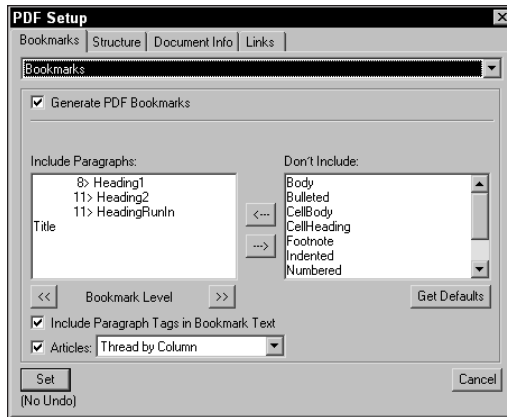 PDF Setup
Bookmarks Structure Document Info Links
Bookmarks
Generate PDF Bookmarks
Include Paragraphs:
8> Heading1
11> Heading2
11> HeadingRunIn
Title
Don't Include:
Body
Bulleted
CellBody
CellHeading
Footnote
Indented
Numbered
<---
--->
<< Bookmark Level >>
Get Defaults
Include Paragraph Tags in Bookmark Text
Articles: Thread by Column
Set Cancel
(No Undo)